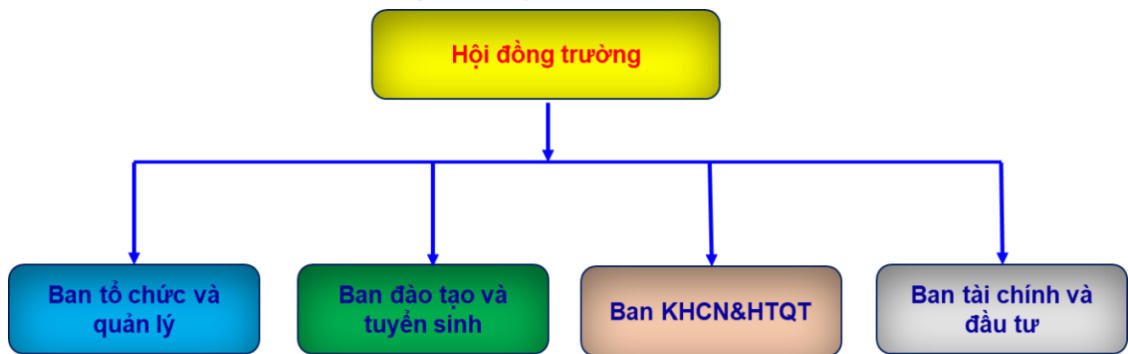 Hội đồng trường
Ban tổ chức và
quản lý
Ban đào tạo và
tuyển sinh
Ban KHCN&HTQT
Ban tài chính và
đầu tư